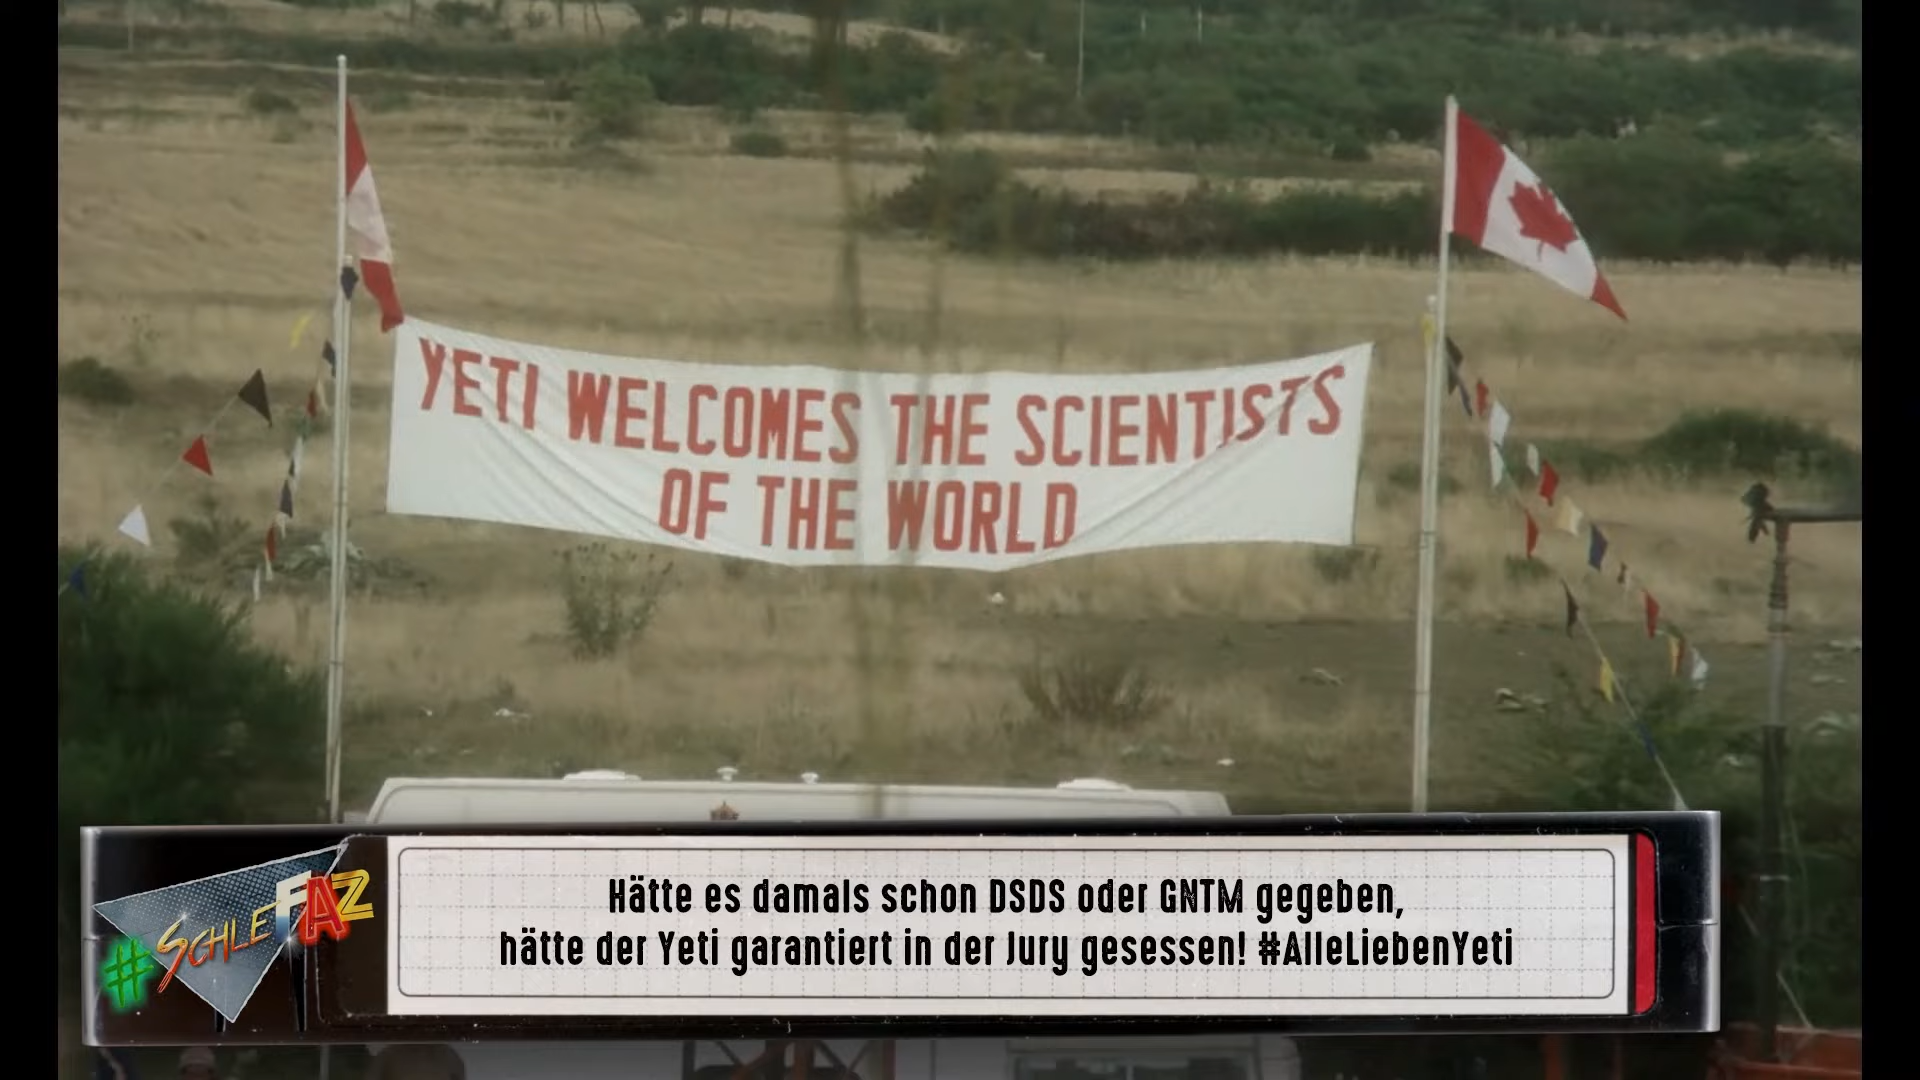 YETI WELCOMES THE SCIENTISTS
OF THE WORLD
#SCHLEFAZ
Hätte es damals schon DSDS oder GNTM gegeben,
hätte der Yeti garantiert in der Jury gesessen! #AlleLiebenYeti